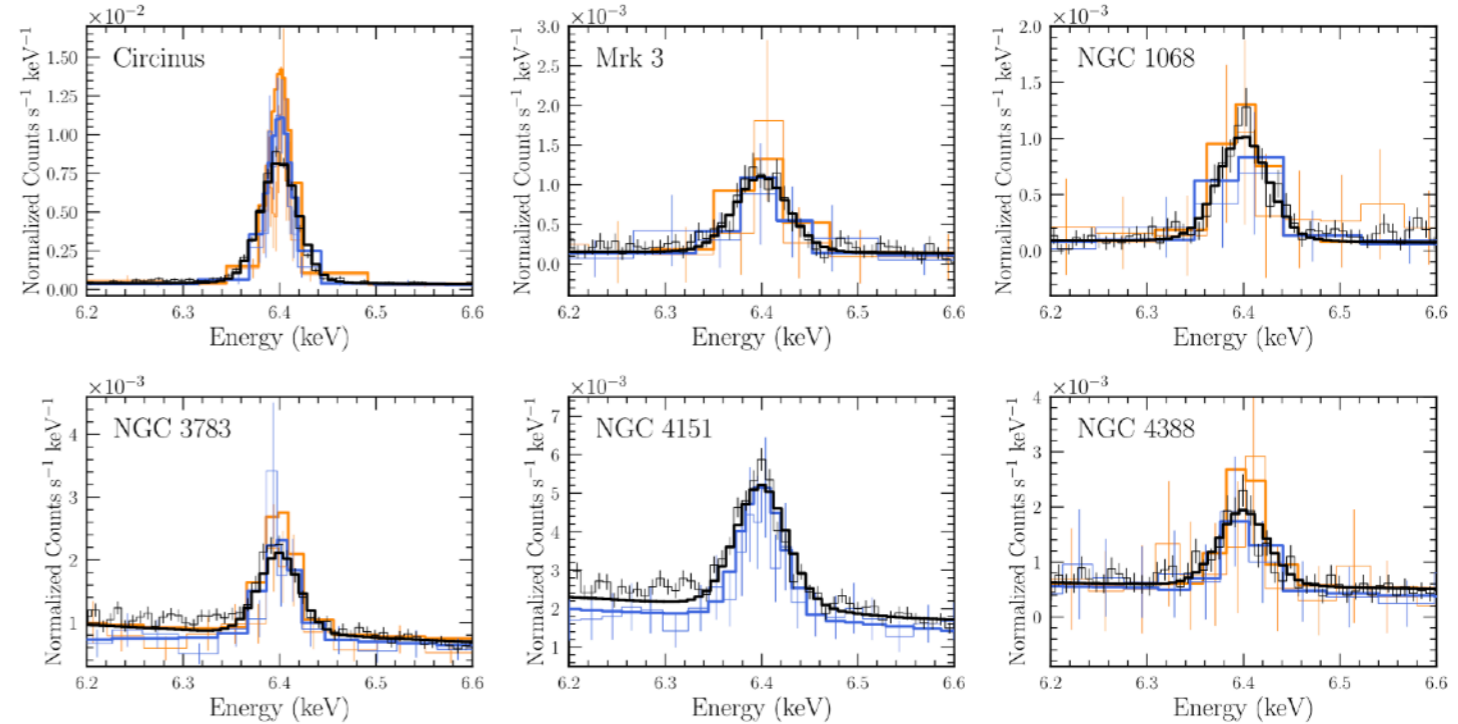 ×10⁻²
Circinus
Normalized Counts s⁻¹ keV⁻¹
1.50
1.25
1.00
0.75
0.50
0.25
0.00
6.2 6.3 6.4 6.5 6.6
Energy (keV)
×10⁻³
Mrk 3
Normalized Counts s⁻¹ keV⁻¹
3.0
2.5
2.0
1.5
1.0
0.5
0.0
6.2 6.3 6.4 6.5 6.6
Energy (keV)
×10⁻³
NGC 1068
Normalized Counts s⁻¹ keV⁻¹
2.0
1.5
1.0
0.5
0.0
6.2 6.3 6.4 6.5 6.6
Energy (keV)
×10⁻³
NGC 3783
Normalized Counts s⁻¹ keV⁻¹
4
3
2
1
6.2 6.3 6.4 6.5 6.6
Energy (keV)
×10⁻³
NGC 4151
Normalized Counts s⁻¹ keV⁻¹
7
6
5
4
3
2
1
6.2 6.3 6.4 6.5 6.6
Energy (keV)
×10⁻³
NGC 4388
Normalized Counts s⁻¹ keV⁻¹
4
3
2
1
0
6.2 6.3 6.4 6.5 6.6
Energy (keV)